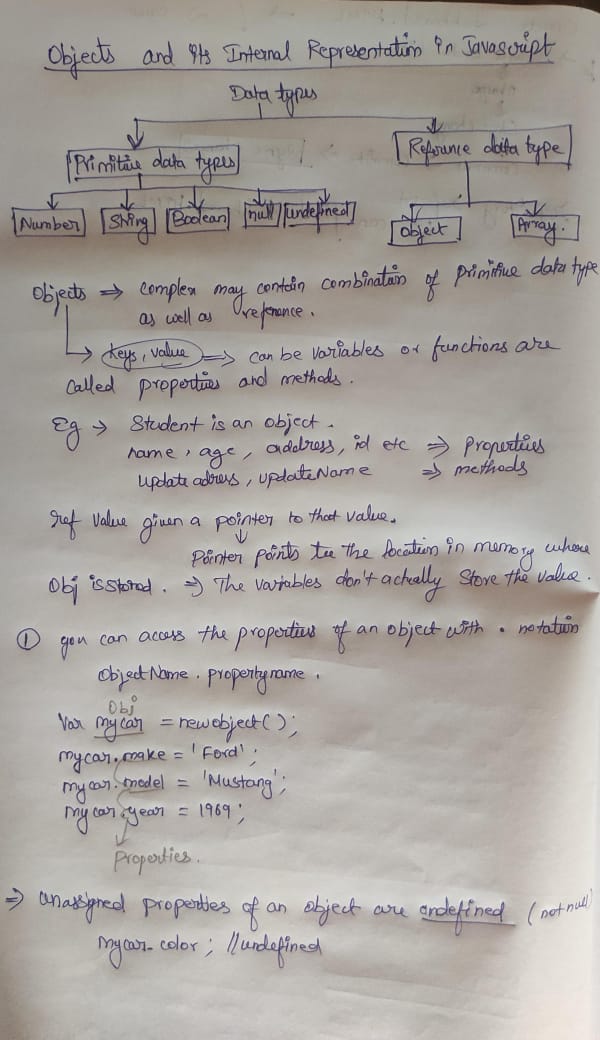 Objects and its Internal Representation in Javascript
Data types
Primitive data types
Reference data type
Number
String
Boolean
null
undefined
object
Array.
Objects ⇒ complex may contain combination of primitive data type
as well as reference.
Keys, value ⇒ can be variables or functions are
called properties and methods.
Eg → Student is an object.
name, age, address, id etc ⇒ properties
update adress, updateName ⇒ methods
ref value given a pointer to that value.
Pointer points to the location in memory where
Obj is stored. ⇒ The variables don't actually store the value.
① you can access the properties of an object with . notation
ObjectName . propertyname .
Obj
Var mycar = newobject();
mycar.make = 'Ford';
mycar.model = 'Mustang';
mycar.year = 1969;
Properties.
⇒ unassigned properties of an object are undefined (not null)
mycar- color; //undefined